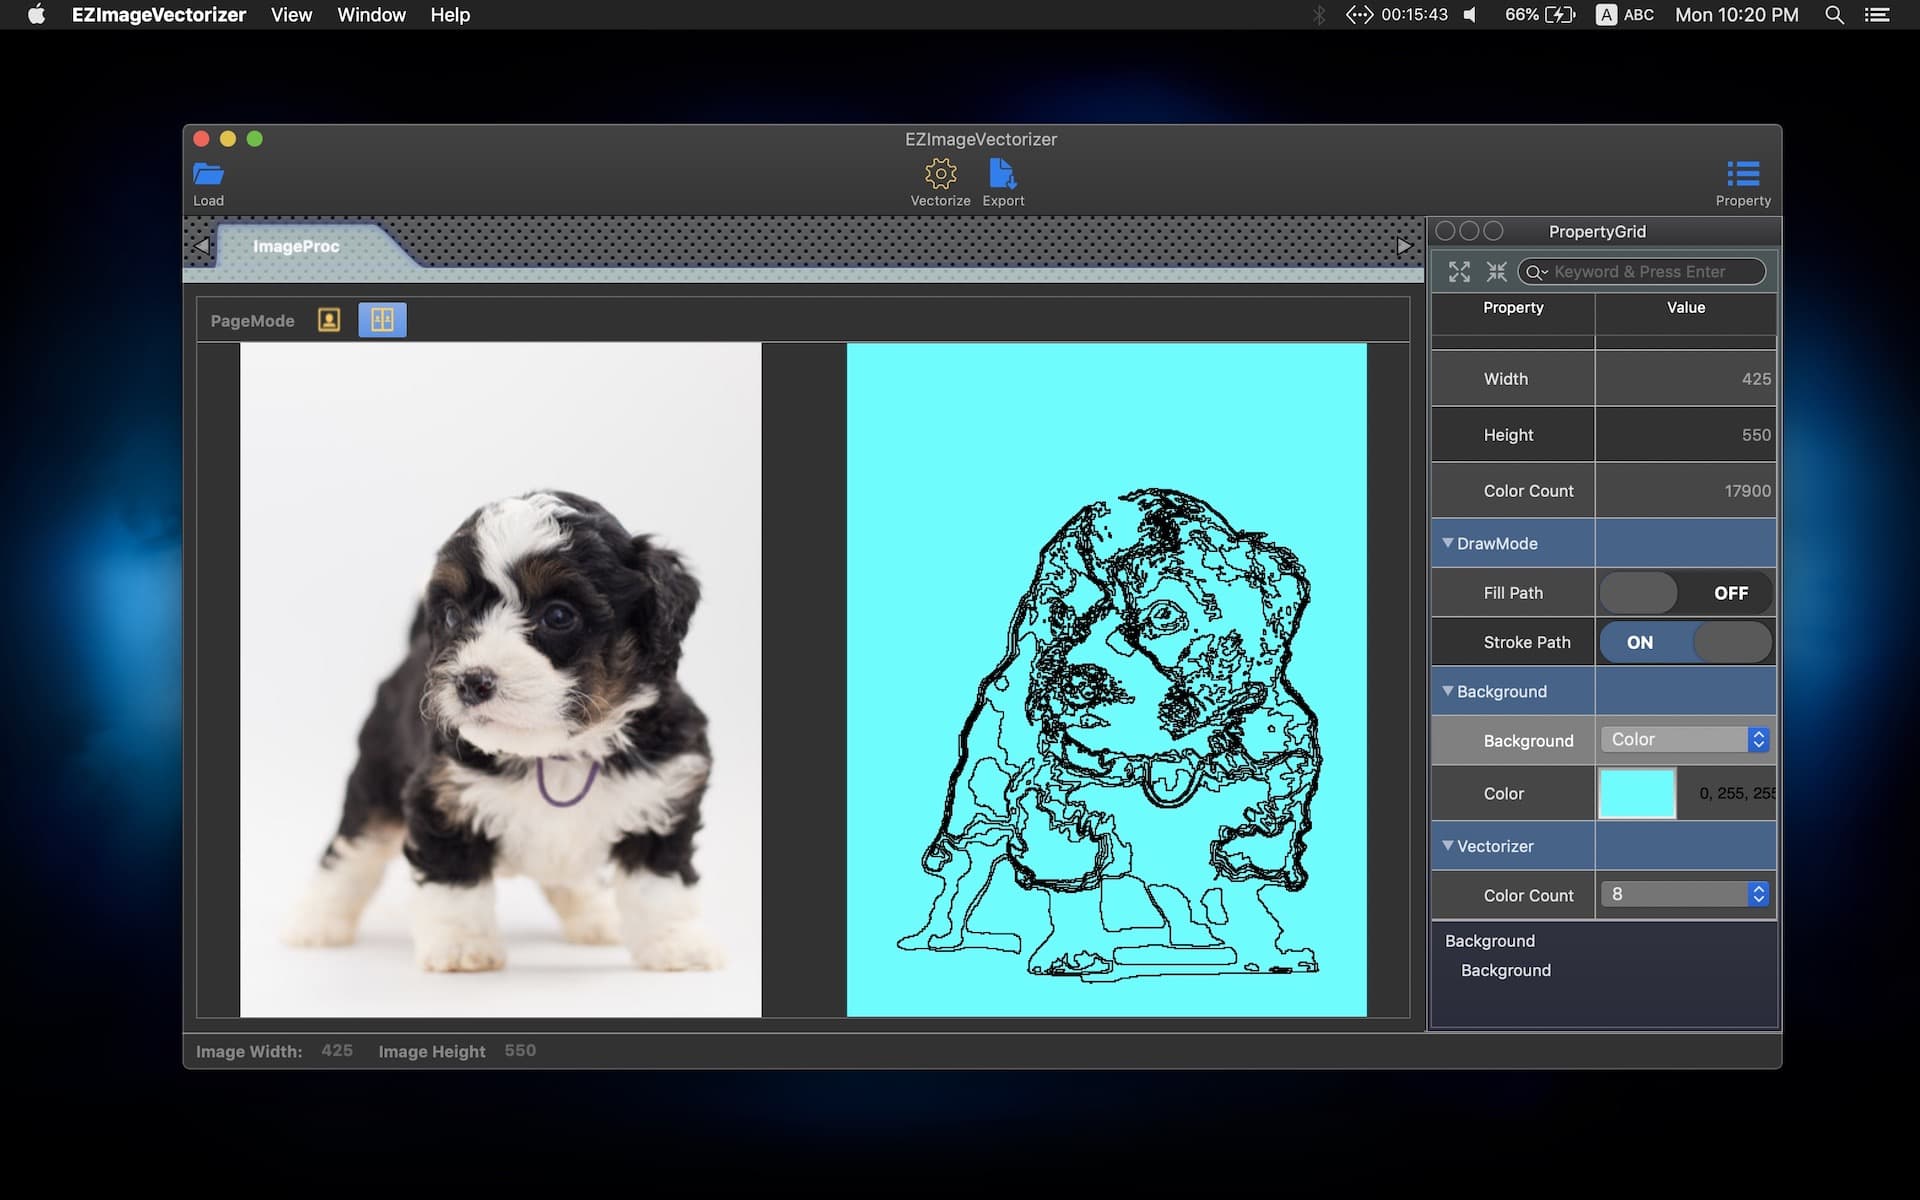 EZImageVectorizer View Window Help 00:15:43 66% A ABC Mon 10:20 PM
EZImageVectorizer
Load Vectorize Export Property
ImageProc
PropertyGrid
Keyword & Press Enter
PageMode
Property Value
Width 425
Height 550
Color Count 17900
DrawMode
Fill Path OFF
Stroke Path ON
Background
Background Color
Color 0, 255, 255
Vectorizer
Color Count 8
Background
Background
Image Width: 425 Image Height 550